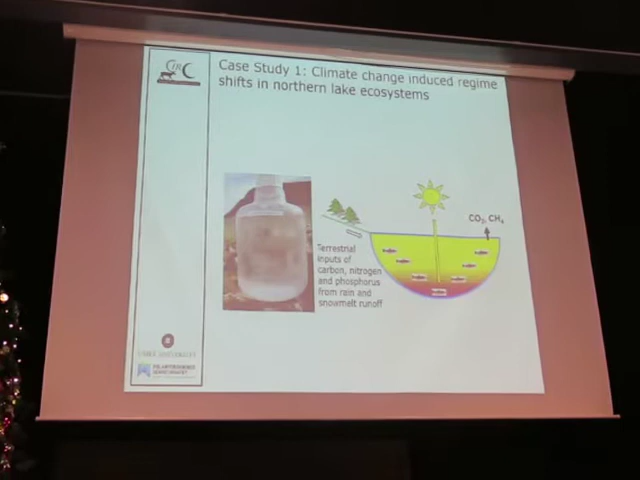 CIRC
Case Study 1: Climate change induced regime
shifts in northern lake ecosystems
CO₂, CH₄
Terrestrial
inputs of
carbon, nitrogen
and phosphorus
from rain and
snowmelt runoff